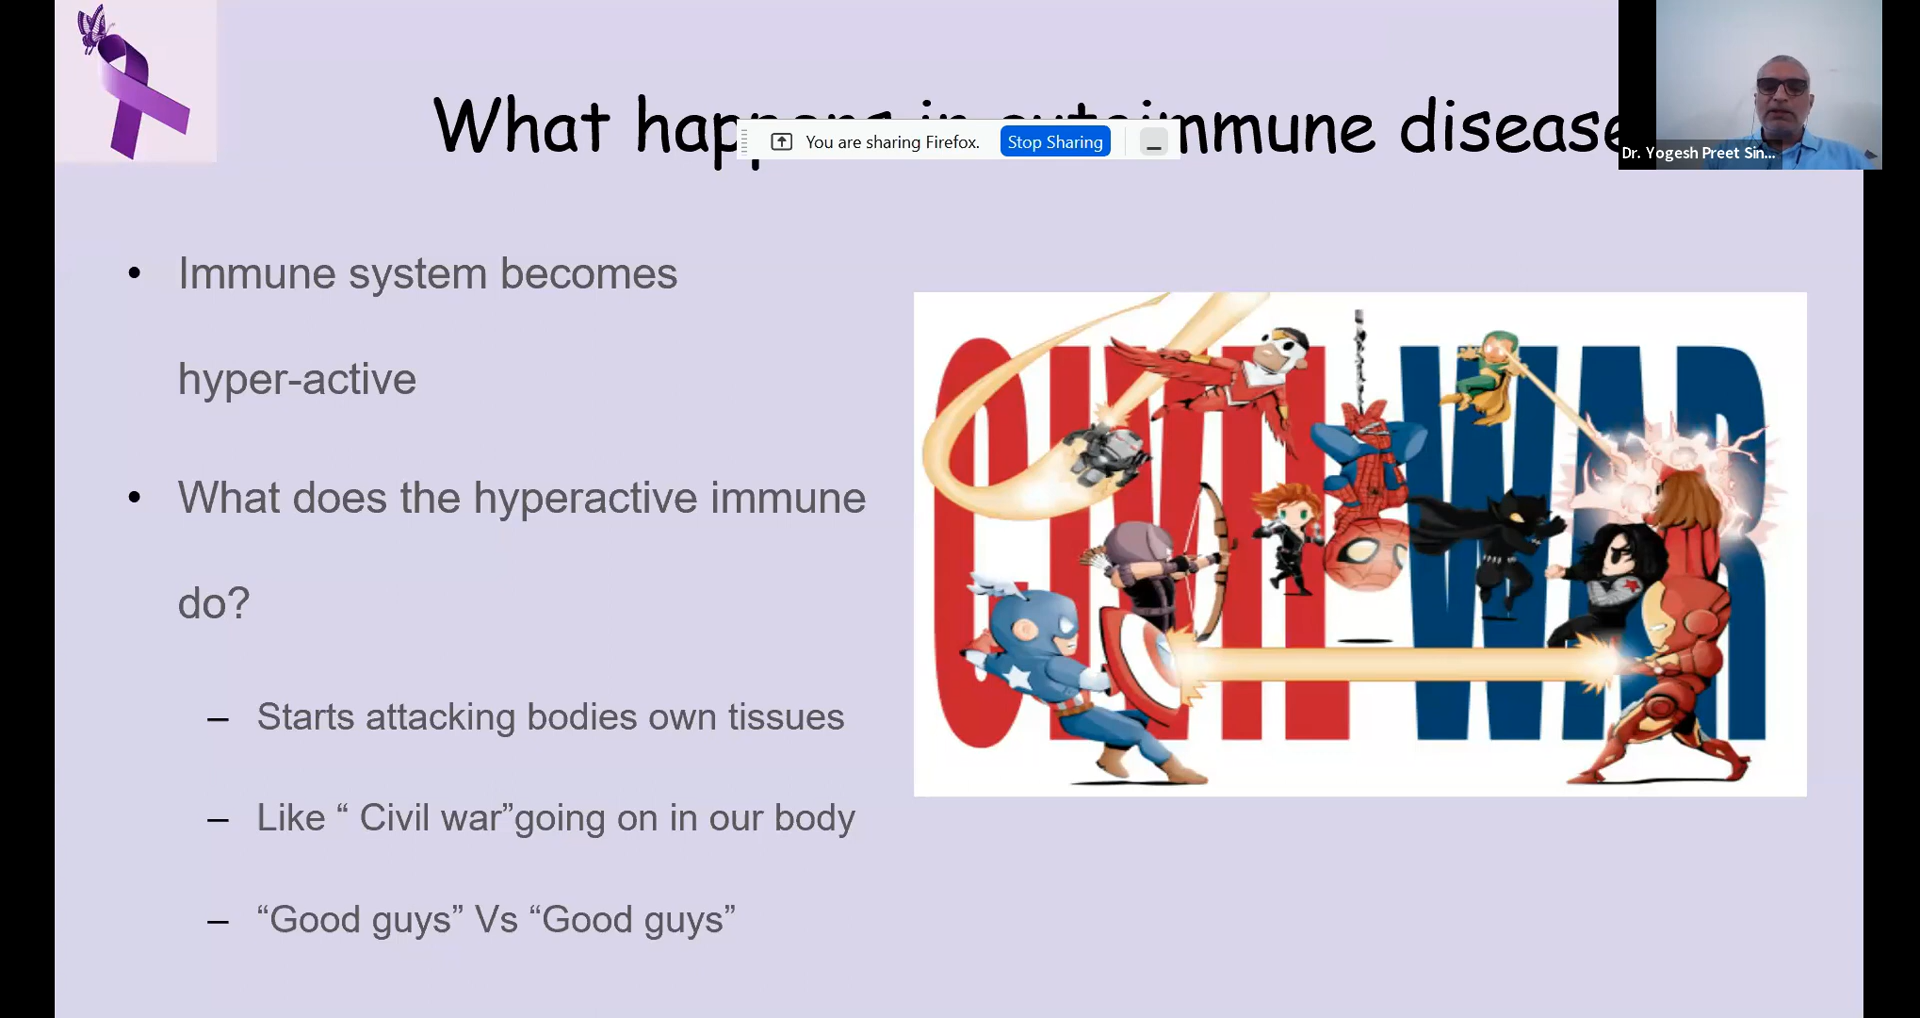 What happens in autoimmune disease
You are sharing Firefox.
Stop Sharing
Dr. Yogesh Preet Sin...
• Immune system becomes
hyper-active
• What does the hyperactive immune
do?
– Starts attacking bodies own tissues
– Like “ Civil war”going on in our body
– “Good guys” Vs “Good guys”
CIVIL WAR